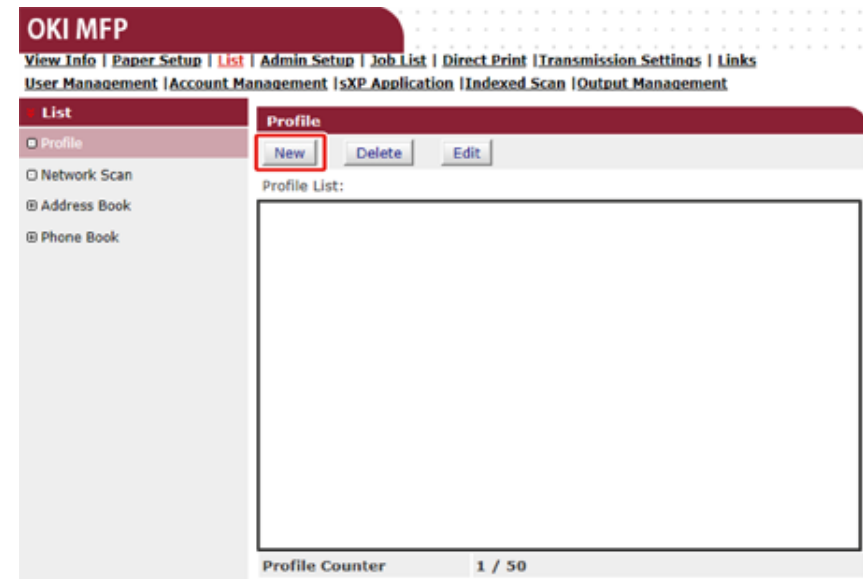 OKI MFP
View Info | Paper Setup | List | Admin Setup | Job List | Direct Print |Transmission Settings | Links
User Management |Account Management |sXP Application |Indexed Scan |Output Management
List
Profile
Network Scan
Address Book
Phone Book
Profile
New Delete Edit
Profile List:
Profile Counter 1 / 50